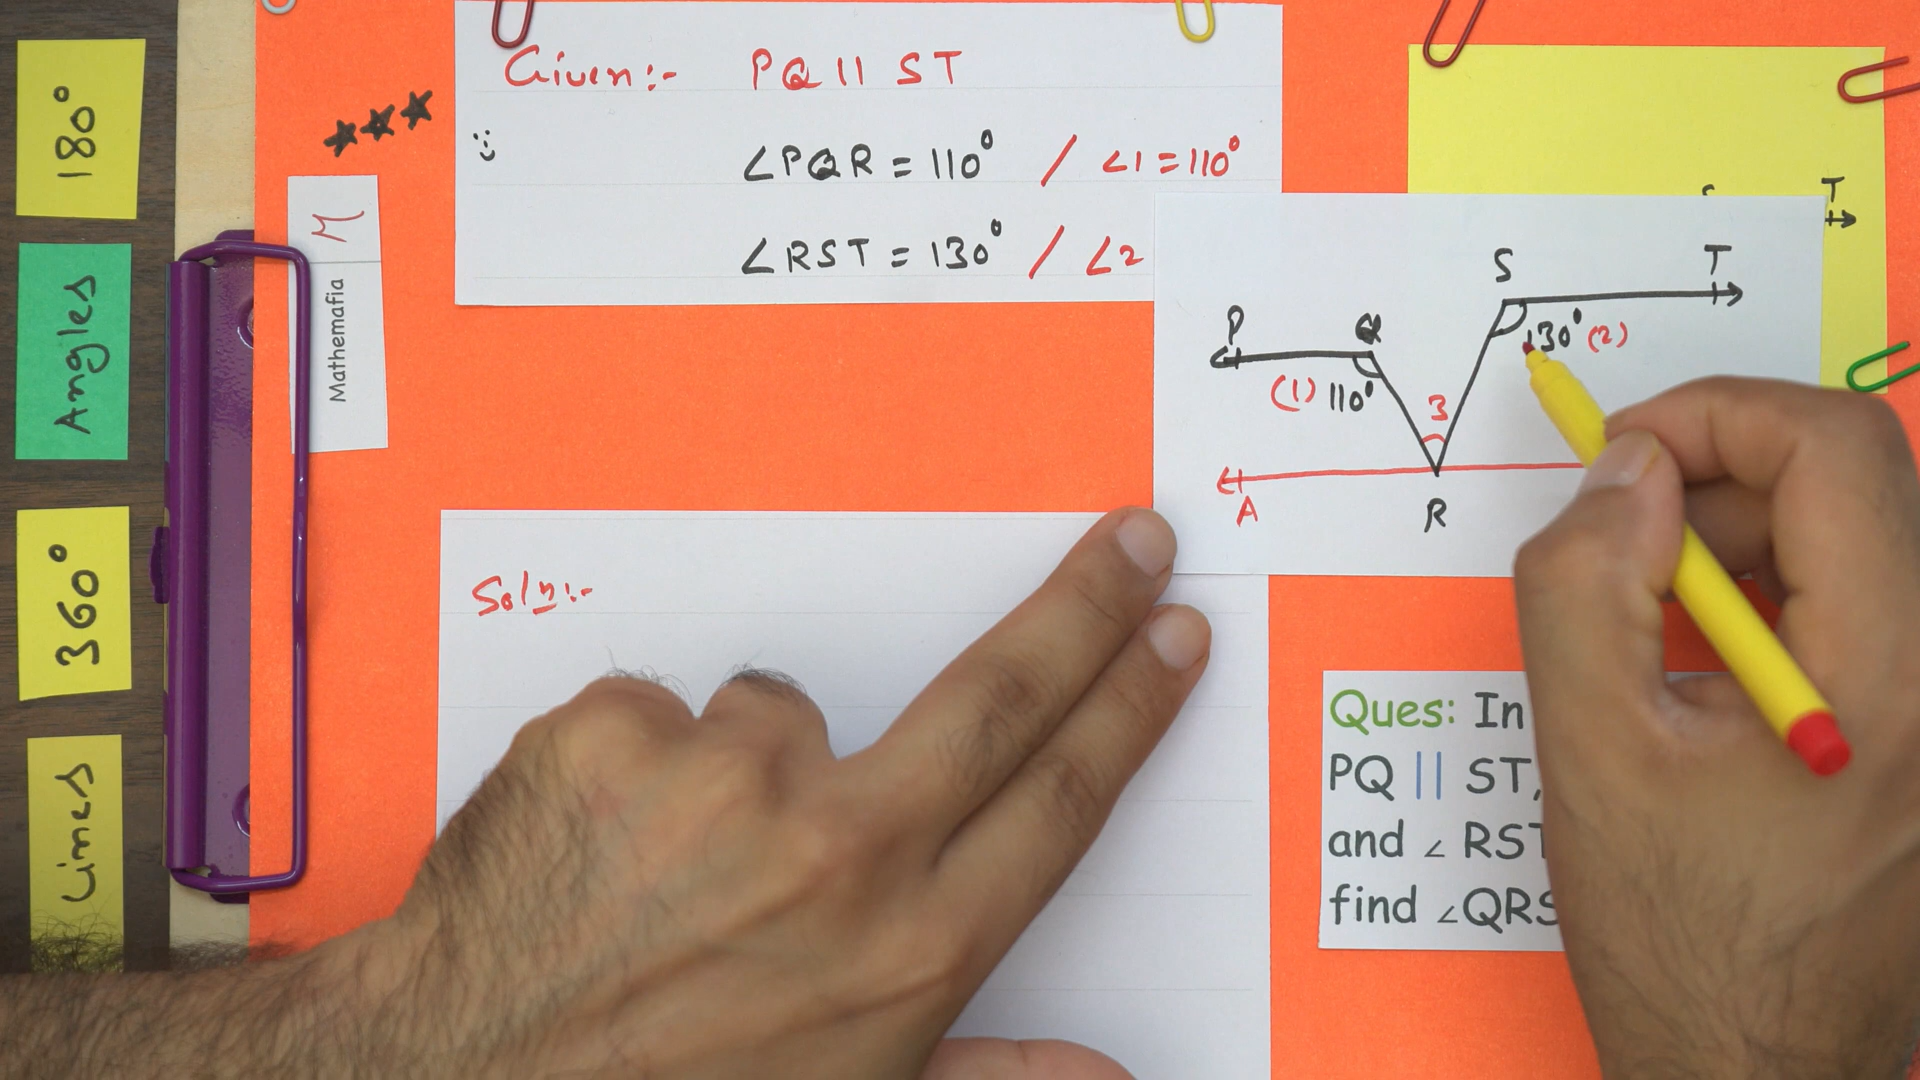 180°
Angles
360°
Lines
M
Mathemafia
Given:- PQ || ST
∠PQR = 110° / ∠1 = 110°
∠RST = 130° / ∠2
T
S
T
P
Q
130° (2)
(1) 110°
3
A
R
Soln:-
Ques: In
PQ || ST,
and ∠ RST
find ∠QRS